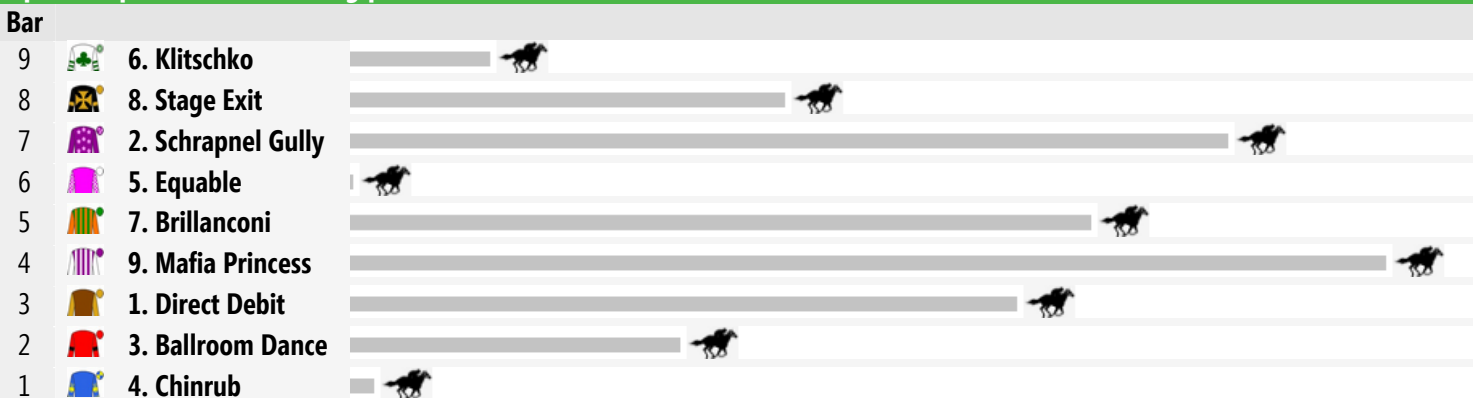 Bar
9 6. Klitschko
8 8. Stage Exit
7 2. Schrapnel Gully
6 5. Equable
5 7. Brillanconi
4 9. Mafia Princess
3 1. Direct Debit
2 3. Ballroom Dance
1 4. Chinrub